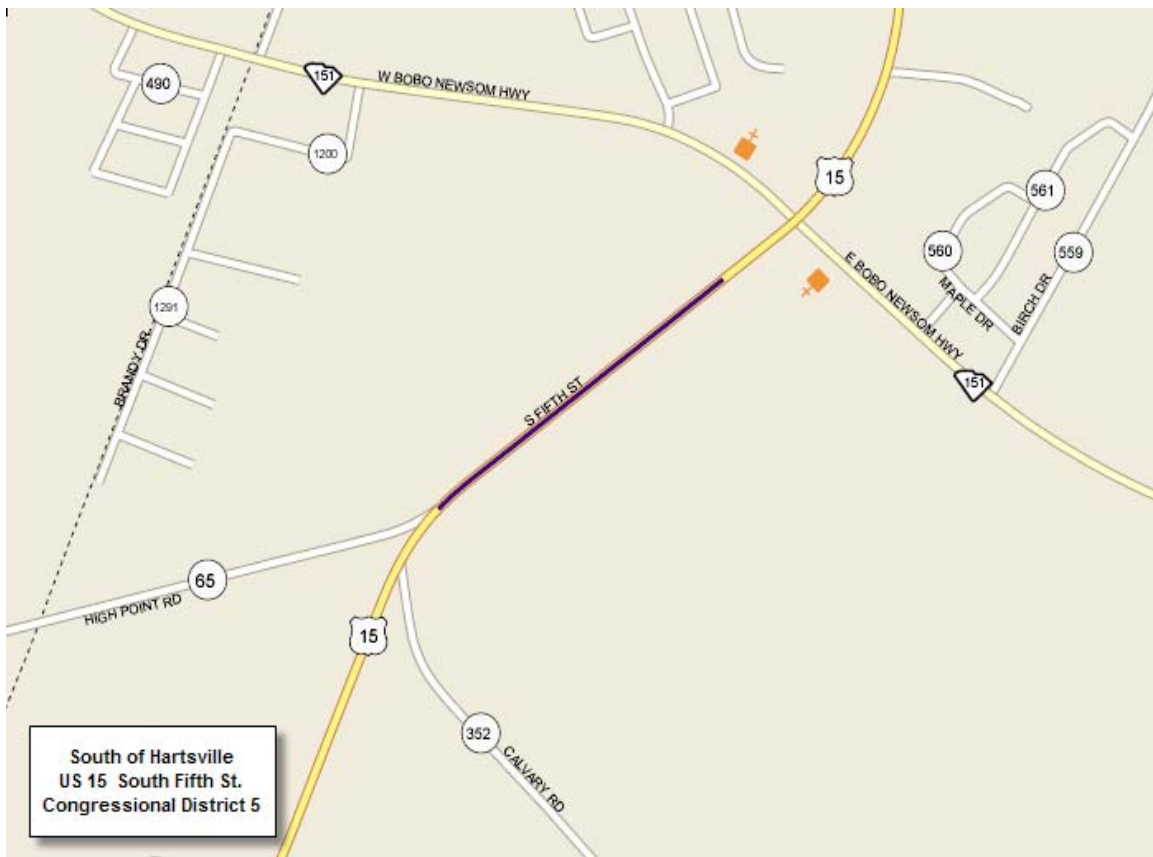 151
W BOBO NEWSOM HWY
490
1200
15
561
560
559
E BOBO NEWSOM HWY
MAPLE DR
BIRCH DR
1291
BRANDY DR.
151
S FIFTH ST
65
HIGH POINT RD
15
352
CALVARY RD
South of Hartsville
US 15 South Fifth St.
Congressional District 5